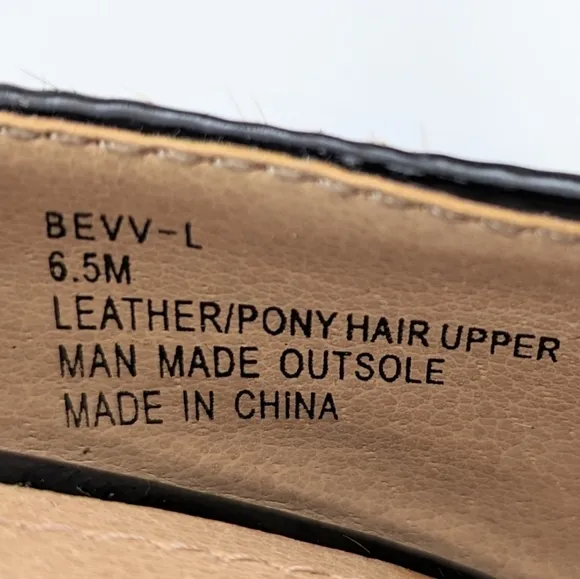 BEVV-L
6.5M
LEATHER/PONY HAIR UPPER
MAN MADE OUTSOLE
MADE IN CHINA